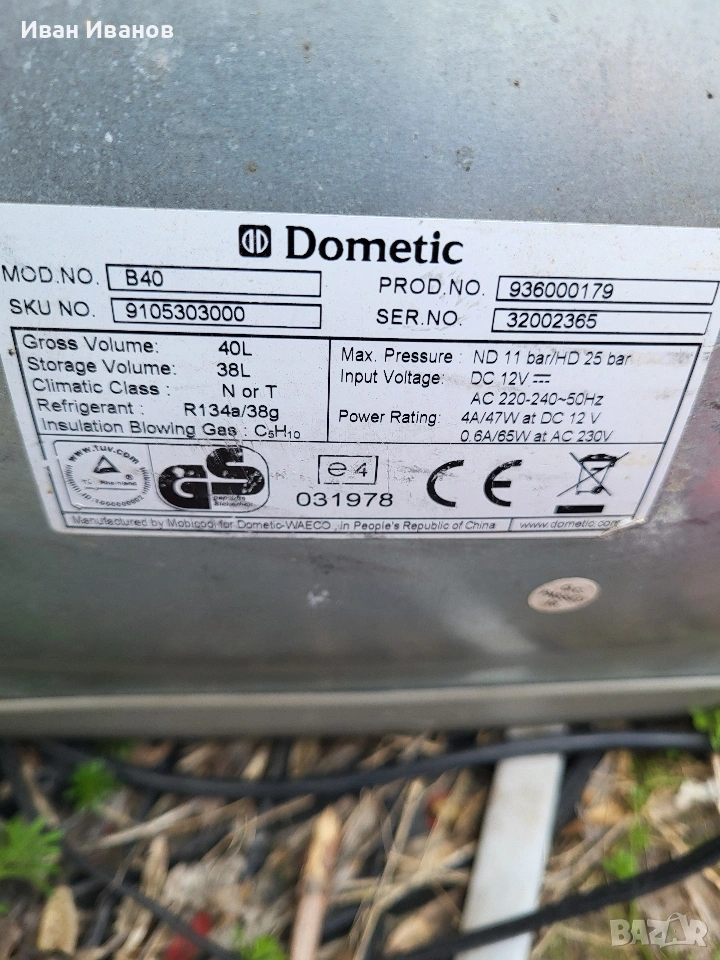 Иван Иванов
Dometic
MOD.NO. B40
PROD.NO. 936000179
SKU NO. 9105303000
SER.NO. 32002365
Gross Volume: 40L
Storage Volume: 38L
Climatic Class : N or T
Refrigerant : R134a/38g
Insulation Blowing Gas : C₅H₁₀
Max. Pressure : ND 11 bar/HD 25 bar
Input Voltage: DC 12V
AC 220-240~50Hz
Power Rating: 4A/47W at DC 12 V
0.6A/65W at AC 230V
www.tuv.com
GS
e4
031978
CE
Manufactured by Mobicool for Dometic-WAECO ,in People's Republic of China
www.dometic.com
BAZAR